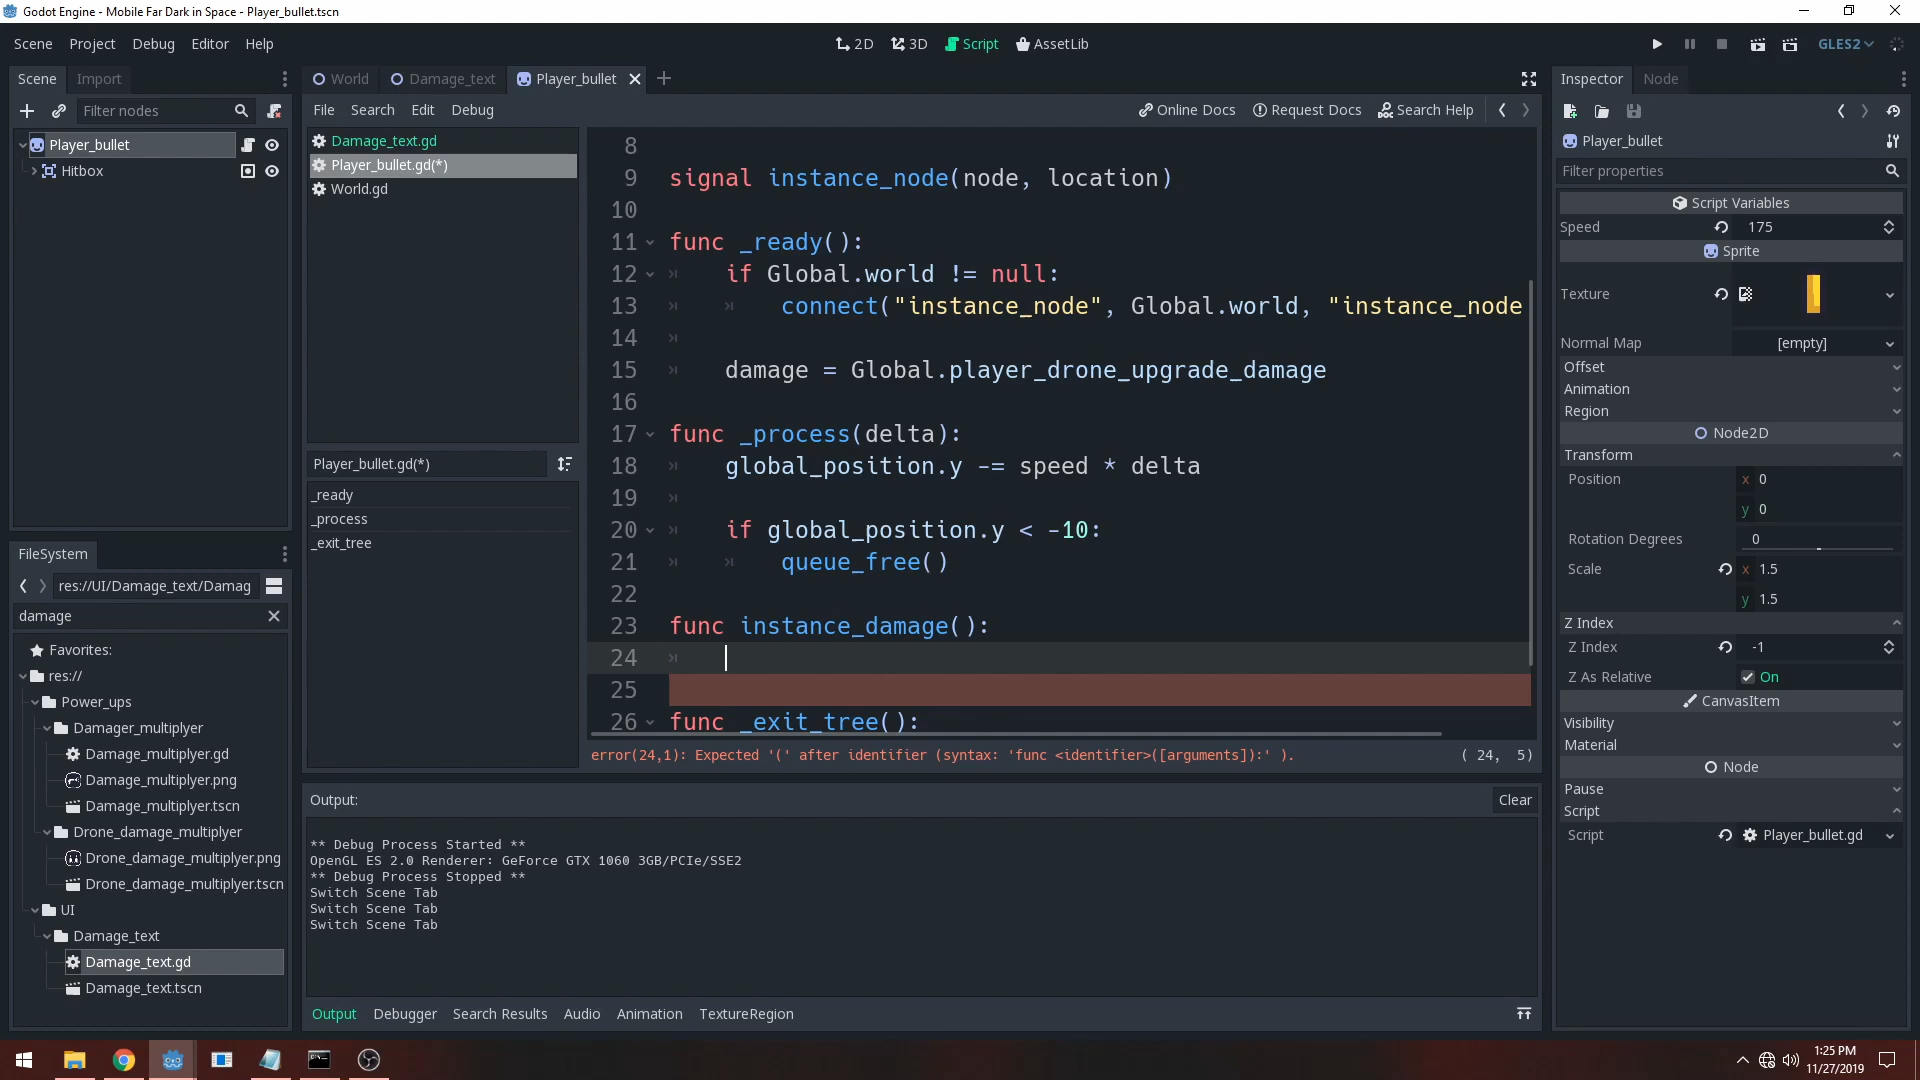 Godot Engine - Mobile Far Dark in Space - Player_bullet.tscn
Scene Project Debug Editor Help
2D 3D Script AssetLib
GLES2
Scene Import
World Damage_text Player_bullet
Inspector Node
Filter nodes
File Search Edit Debug
Online Docs Request Docs Search Help
Player_bullet
Hitbox
Damage_text.gd
Player_bullet.gd(*)
World.gd
Player_bullet.gd(*)
_ready
_process
_exit_tree
8
9 signal instance_node(node, location)
10
11 func _ready():
12 if Global.world != null:
13 connect("instance_node", Global.world, "instance_node
14
15 damage = Global.player_drone_upgrade_damage
16
17 func _process(delta):
18 global_position.y -= speed * delta
19
20 if global_position.y < -10:
21 queue_free()
22
23 func instance_damage():
24
25
26 func _exit_tree():
error(24,1): Expected '(' after identifier (syntax: 'func <identifier>([arguments]):' ).
( 24, 5)
FileSystem
res://UI/Damage_text/Damag
damage
Favorites:
res://
Power_ups
Damager_multiplyer
Damage_multiplyer.gd
Damage_multiplyer.png
Damage_multiplyer.tscn
Drone_damage_multiplyer
Drone_damage_multiplyer.png
Drone_damage_multiplyer.tscn
UI
Damage_text
Damage_text.gd
Damage_text.tscn
Output:
Clear
** Debug Process Started **
OpenGL ES 2.0 Renderer: GeForce GTX 1060 3GB/PCIe/SSE2
** Debug Process Stopped **
Switch Scene Tab
Switch Scene Tab
Switch Scene Tab
Output Debugger Search Results Audio Animation TextureRegion
Player_bullet
Filter properties
Script Variables
Speed 175
Sprite
Texture
Normal Map [empty]
Offset
Animation
Region
Node2D
Transform
Position x 0
y 0
Rotation Degrees 0
Scale x 1.5
y 1.5
Z Index
Z Index -1
Z As Relative On
CanvasItem
Visibility
Material
Node
Pause
Script
Script Player_bullet.gd
1:25 PM
11/27/2019